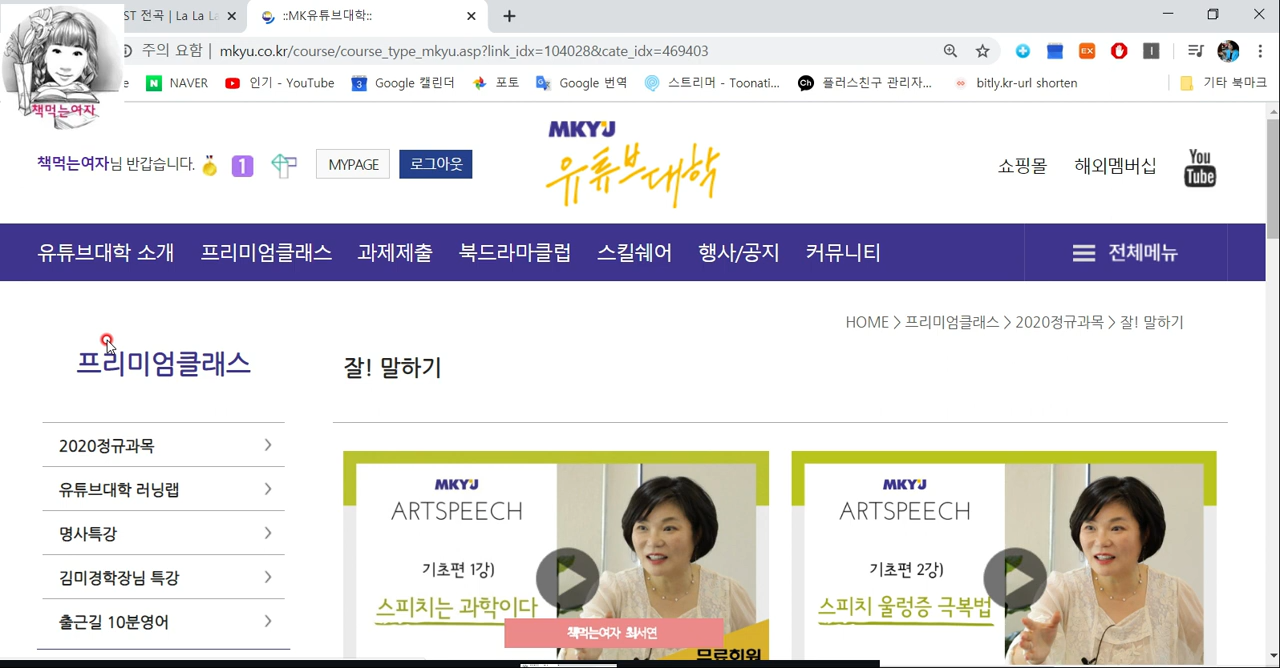 ST 전곡 | La La La
::MK유튜브대학::
주의 요함 | mkyu.co.kr/course/course_type_mkyu.asp?link_idx=104028&cate_idx=469403
e NAVER 인기 - YouTube 3 Google 캘린더 포토 Google 번역 스트리머 - Toonati... Ch 플러스친구 관리자... bitly.kr-url shorten 기타 북마크
책먹는여자
책먹는여자님 반갑습니다. 1 MYPAGE 로그아웃
MKYU
유튜브대학
쇼핑몰 해외멤버십 You Tube
유튜브대학 소개 프리미엄클래스 과제제출 북드라마클럽 스킬쉐어 행사/공지 커뮤니티 전체메뉴
HOME > 프리미엄클래스 > 2020정규과목 > 잘! 말하기
프리미엄클래스
잘! 말하기
2020정규과목
유튜브대학 러닝랩
명사특강
김미경학장님 특강
출근길 10분영어
MKYU
ARTSPEECH
기초편 1강)
스피치는 과학이다
무료회원
MKYU
ARTSPEECH
기초편 2강)
스피치 울렁증 극복법
책먹는여자 최서연